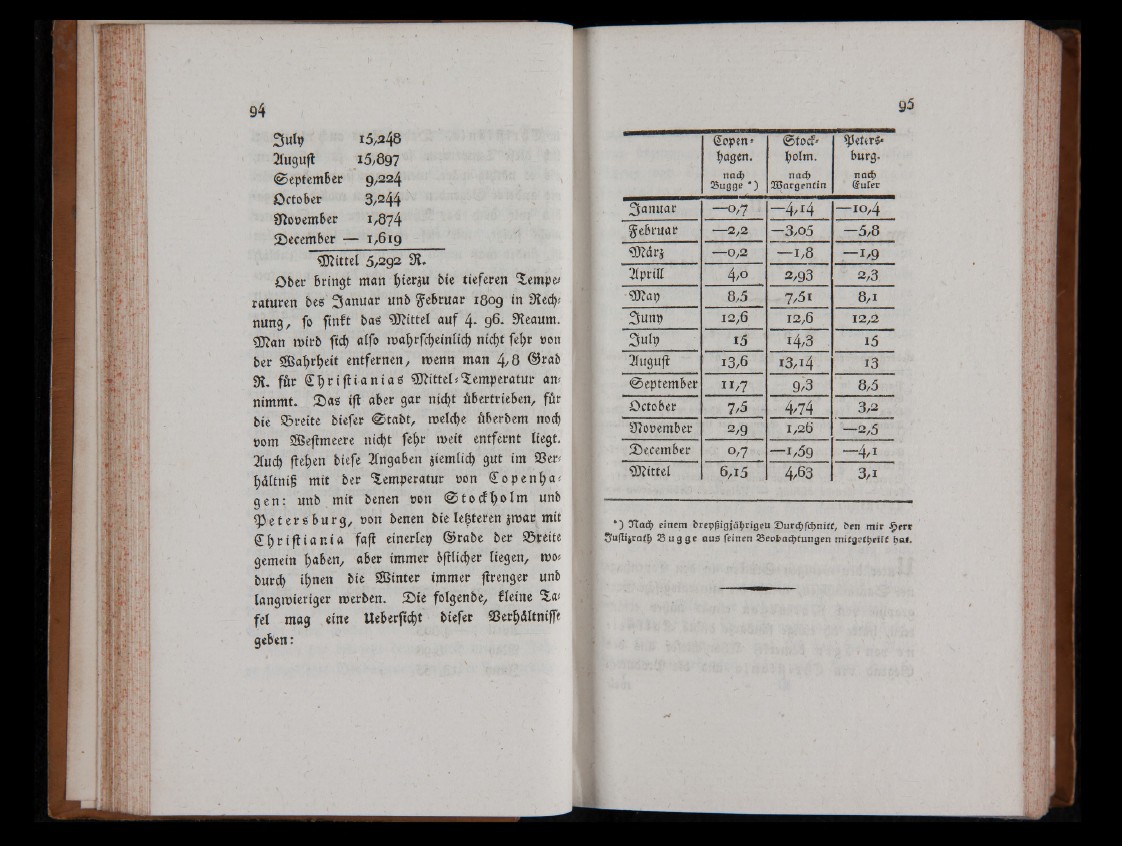 94
July 15,248
August 15,897
September 9,224
October 3,244
November 1,874
December — 1,619
Mittel 5,292 R.
Oder bringt man hierzu die tieferen Tempe⸗
raturen des Januar und Februar 1809 in Rech⸗
nung, so sinkt das Mittel auf 4. 96. Reaum.
Man wird sich also wahrscheinlich nicht sehr von
der Wahrheit entfernen, wenn man 4,8 Grad
R. für Christianias Mittel⸗Temperatur an⸗
nimmt. Das ist aber gar nicht übertrieben, für
die Breite dieser Stadt, welche überdem noch
vom Westmeere nicht sehr weit entfernt liegt.
Auch stehen diese Angaben ziemlich gut im Ver⸗
hältniß mit der Temperatur von Copenha⸗
gen: und mit denen von Stockholm und
Petersburg, von denen die letzteren zwar mit
Christiania fast einerley Grade der Breite
gemein haben, aber immer östlicher liegen, wo⸗
durch ihnen die Winter immer strenger und
langwieriger werden. Die folgende, kleine Ta⸗
fel mag eine Uebersicht dieser Verhältnisse
geben:
95
Copen⸗ Stock⸗ Peters⸗
hagen. holm. burg.
nach nach nach
Bugge *) Wargentin Euler
Januar —0,7 —4,14 —10,4
Februar —2,2 —3,05 —5,8
März —0,2 —1,8 —1,9
Aprill 4,0 2,93 2,3
May 8,5 7,51 8,1
Juny 12,6 12,6 12,2
July 15 14,3 15
August 13,6 13,14 13
September 11,7 9,3 8,5
October 7,5 4,74 3,2
November 2,9 1,26 —2,5
December 0,7 —1,59 —4,1
Mittel 6,15 4,63 3,1
*) Nach einem dreyßigjährigeu Durchschnitt, den mir Herr
Justizrath Bugge aus seinen Beobachtungen mitgetheilt hat.